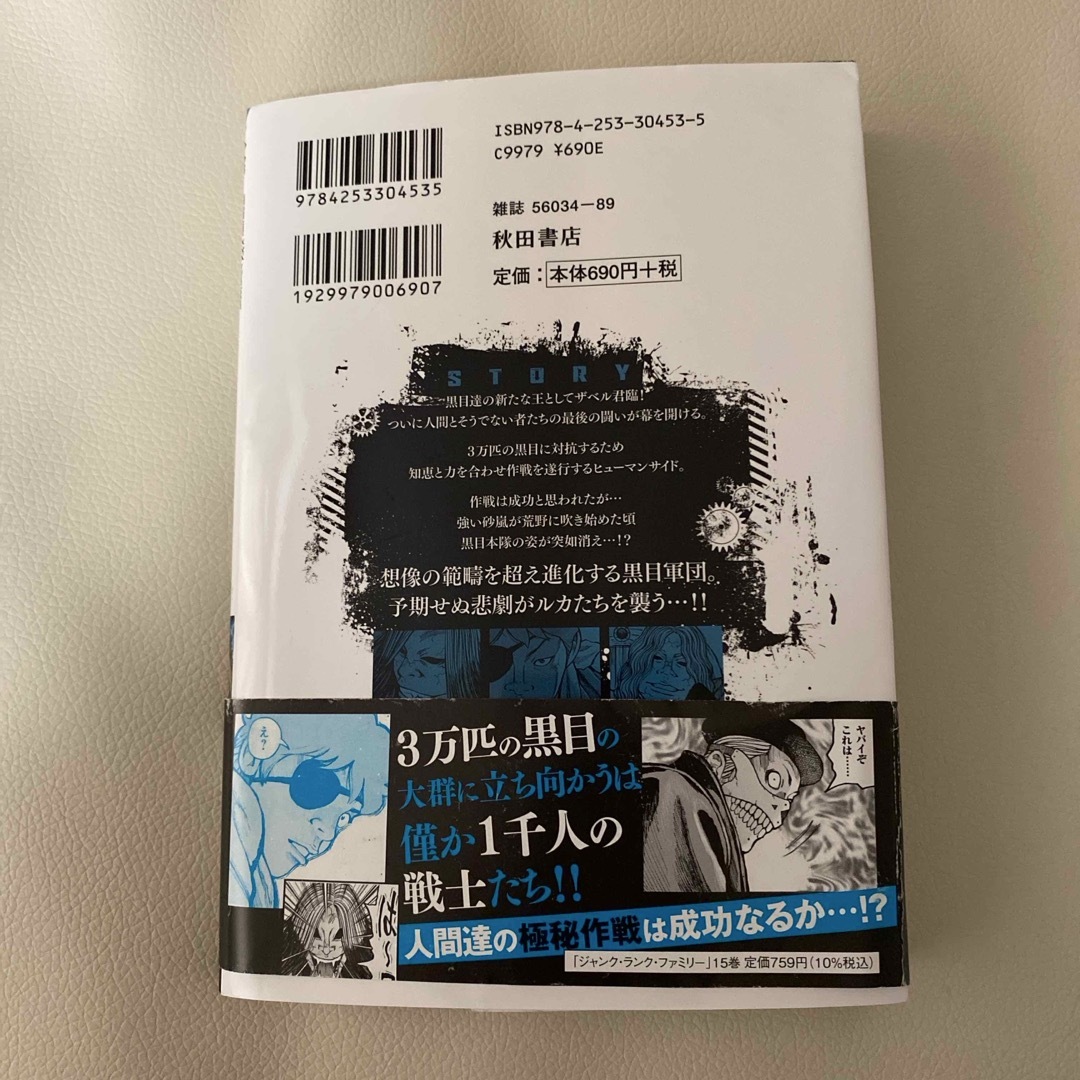 ISBN978-4-253-30453-5
C9979 ¥690E
9784253304535
雑誌 56034-89
秋田書店
定価：本体690円+税
1929979006907
STORY
黒目達の新たな王としてザベル君臨！
ついに人間とそうでない者たちの最後の闘いが幕を開ける。
3万匹の黒目に対抗するため
知恵と力を合わせ作戦を遂行するヒューマンサイド。
作戦は成功と思われたが…
強い砂嵐が荒野に吹き始めた頃
黒目本隊の姿が突如消え…!?
想像の範疇を超え進化する黒目軍団。
予期せぬ悲劇がルカたちを襲う…!!
え？
3万匹の黒目の
大群に立ち向かうは
僅か1千人の
戦士たち!!
ヤバイぞ
これは……
人間達の極秘作戦は成功なるか…!?
「ジャンク・ランク・ファミリー」15巻 定価759円(10%税込)